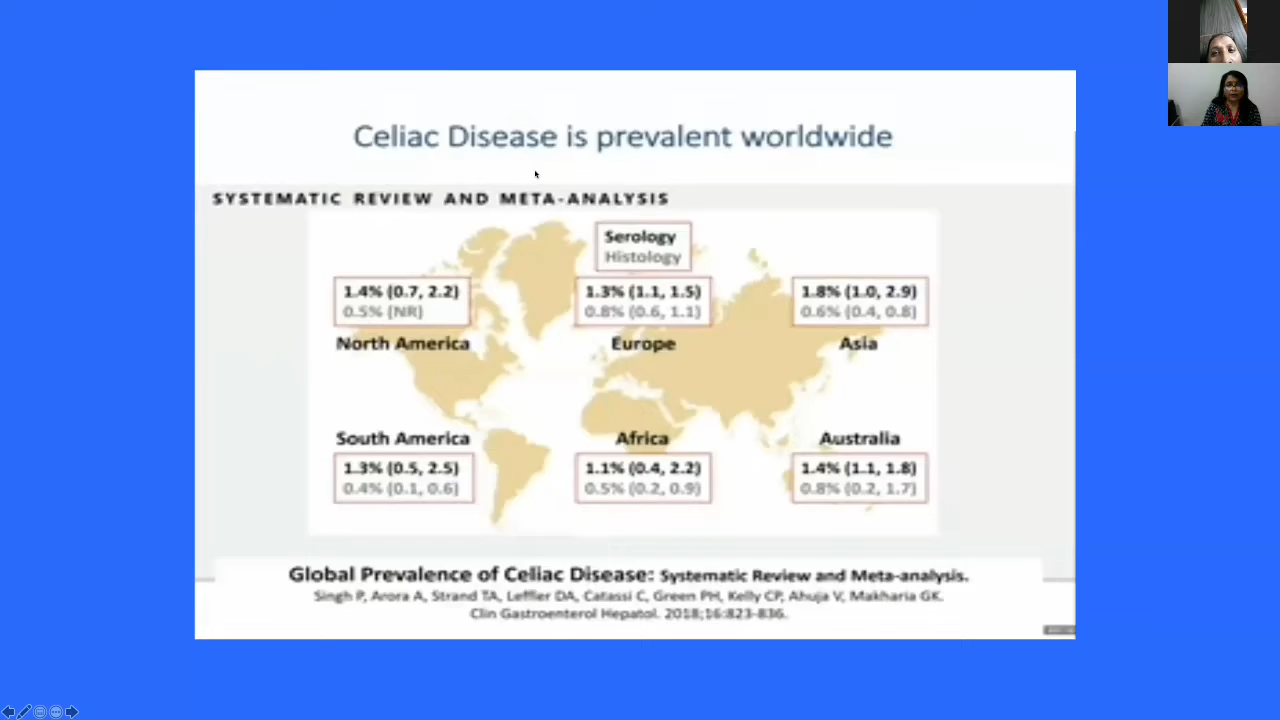 Celiac Disease is prevalent worldwide
SYSTEMATIC REVIEW AND META-ANALYSIS
Serology
Histology
1.4% (0.7, 2.2)
0.5% (NR)
North America
1.3% (1.1, 1.5)
0.8% (0.6, 1.1)
Europe
1.8% (1.0, 2.9)
0.6% (0.4, 0.8)
Asia
South America
1.3% (0.5, 2.5)
0.4% (0.1, 0.6)
Africa
1.1% (0.4, 2.2)
0.5% (0.2, 0.9)
Australia
1.4% (1.1, 1.8)
0.8% (0.2, 1.7)
Global Prevalence of Celiac Disease: Systematic Review and Meta-analysis.
Singh P, Arora A, Strand TA, Leffler DA, Catassi C, Green PH, Kelly CP, Ahuja V, Makharia GK.
Clin Gastroenterol Hepatol. 2018;16:823-836.